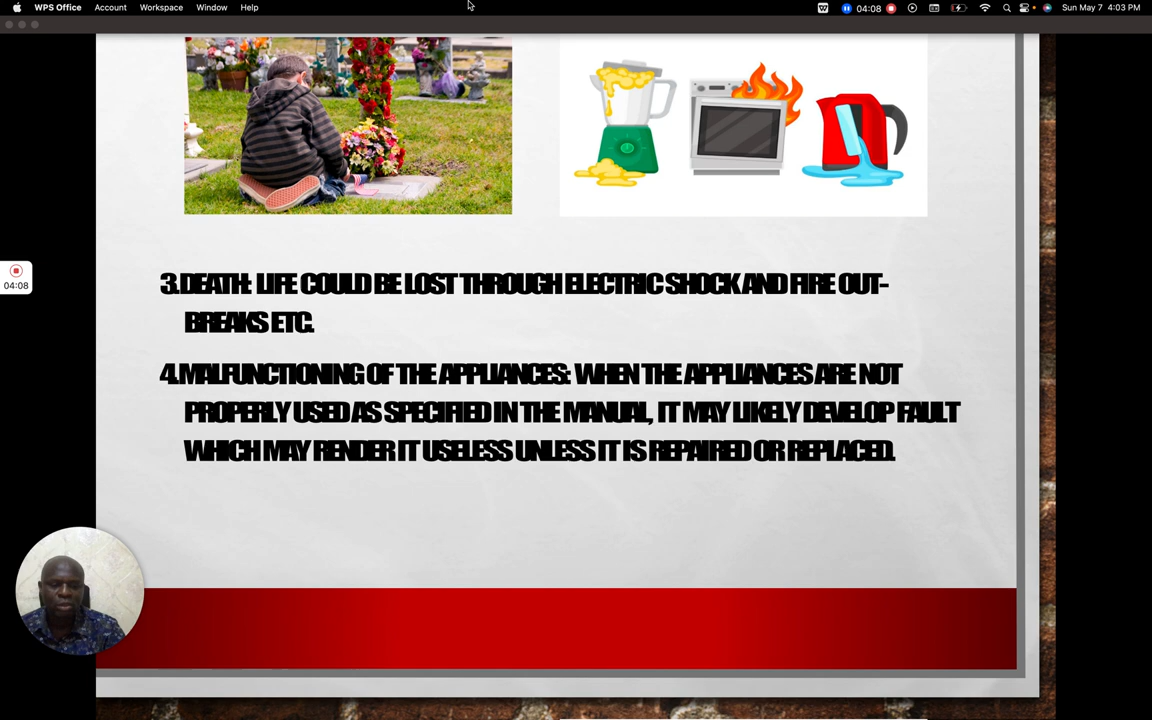 WPS Office Account Workspace Window Help 04:08 Sun May 7 4:03 PM
04:08
3.DEATH: LIFE COULD BE LOST THROUGH ELECTRIC SHOCK AND FIRE OUT-
BREAKS ETC.
4.MALFUNCTIONING OF THE APPLIANCES: WHEN THE APPLIANCES ARE NOT
PROPERLY USED AS SPECIFIED IN THE MANUAL, IT MAY LIKELY DEVELOP FAULT
WHICH MAY RENDER IT USELESS UNLESS IT IS REPAIRED OR REPLACED.